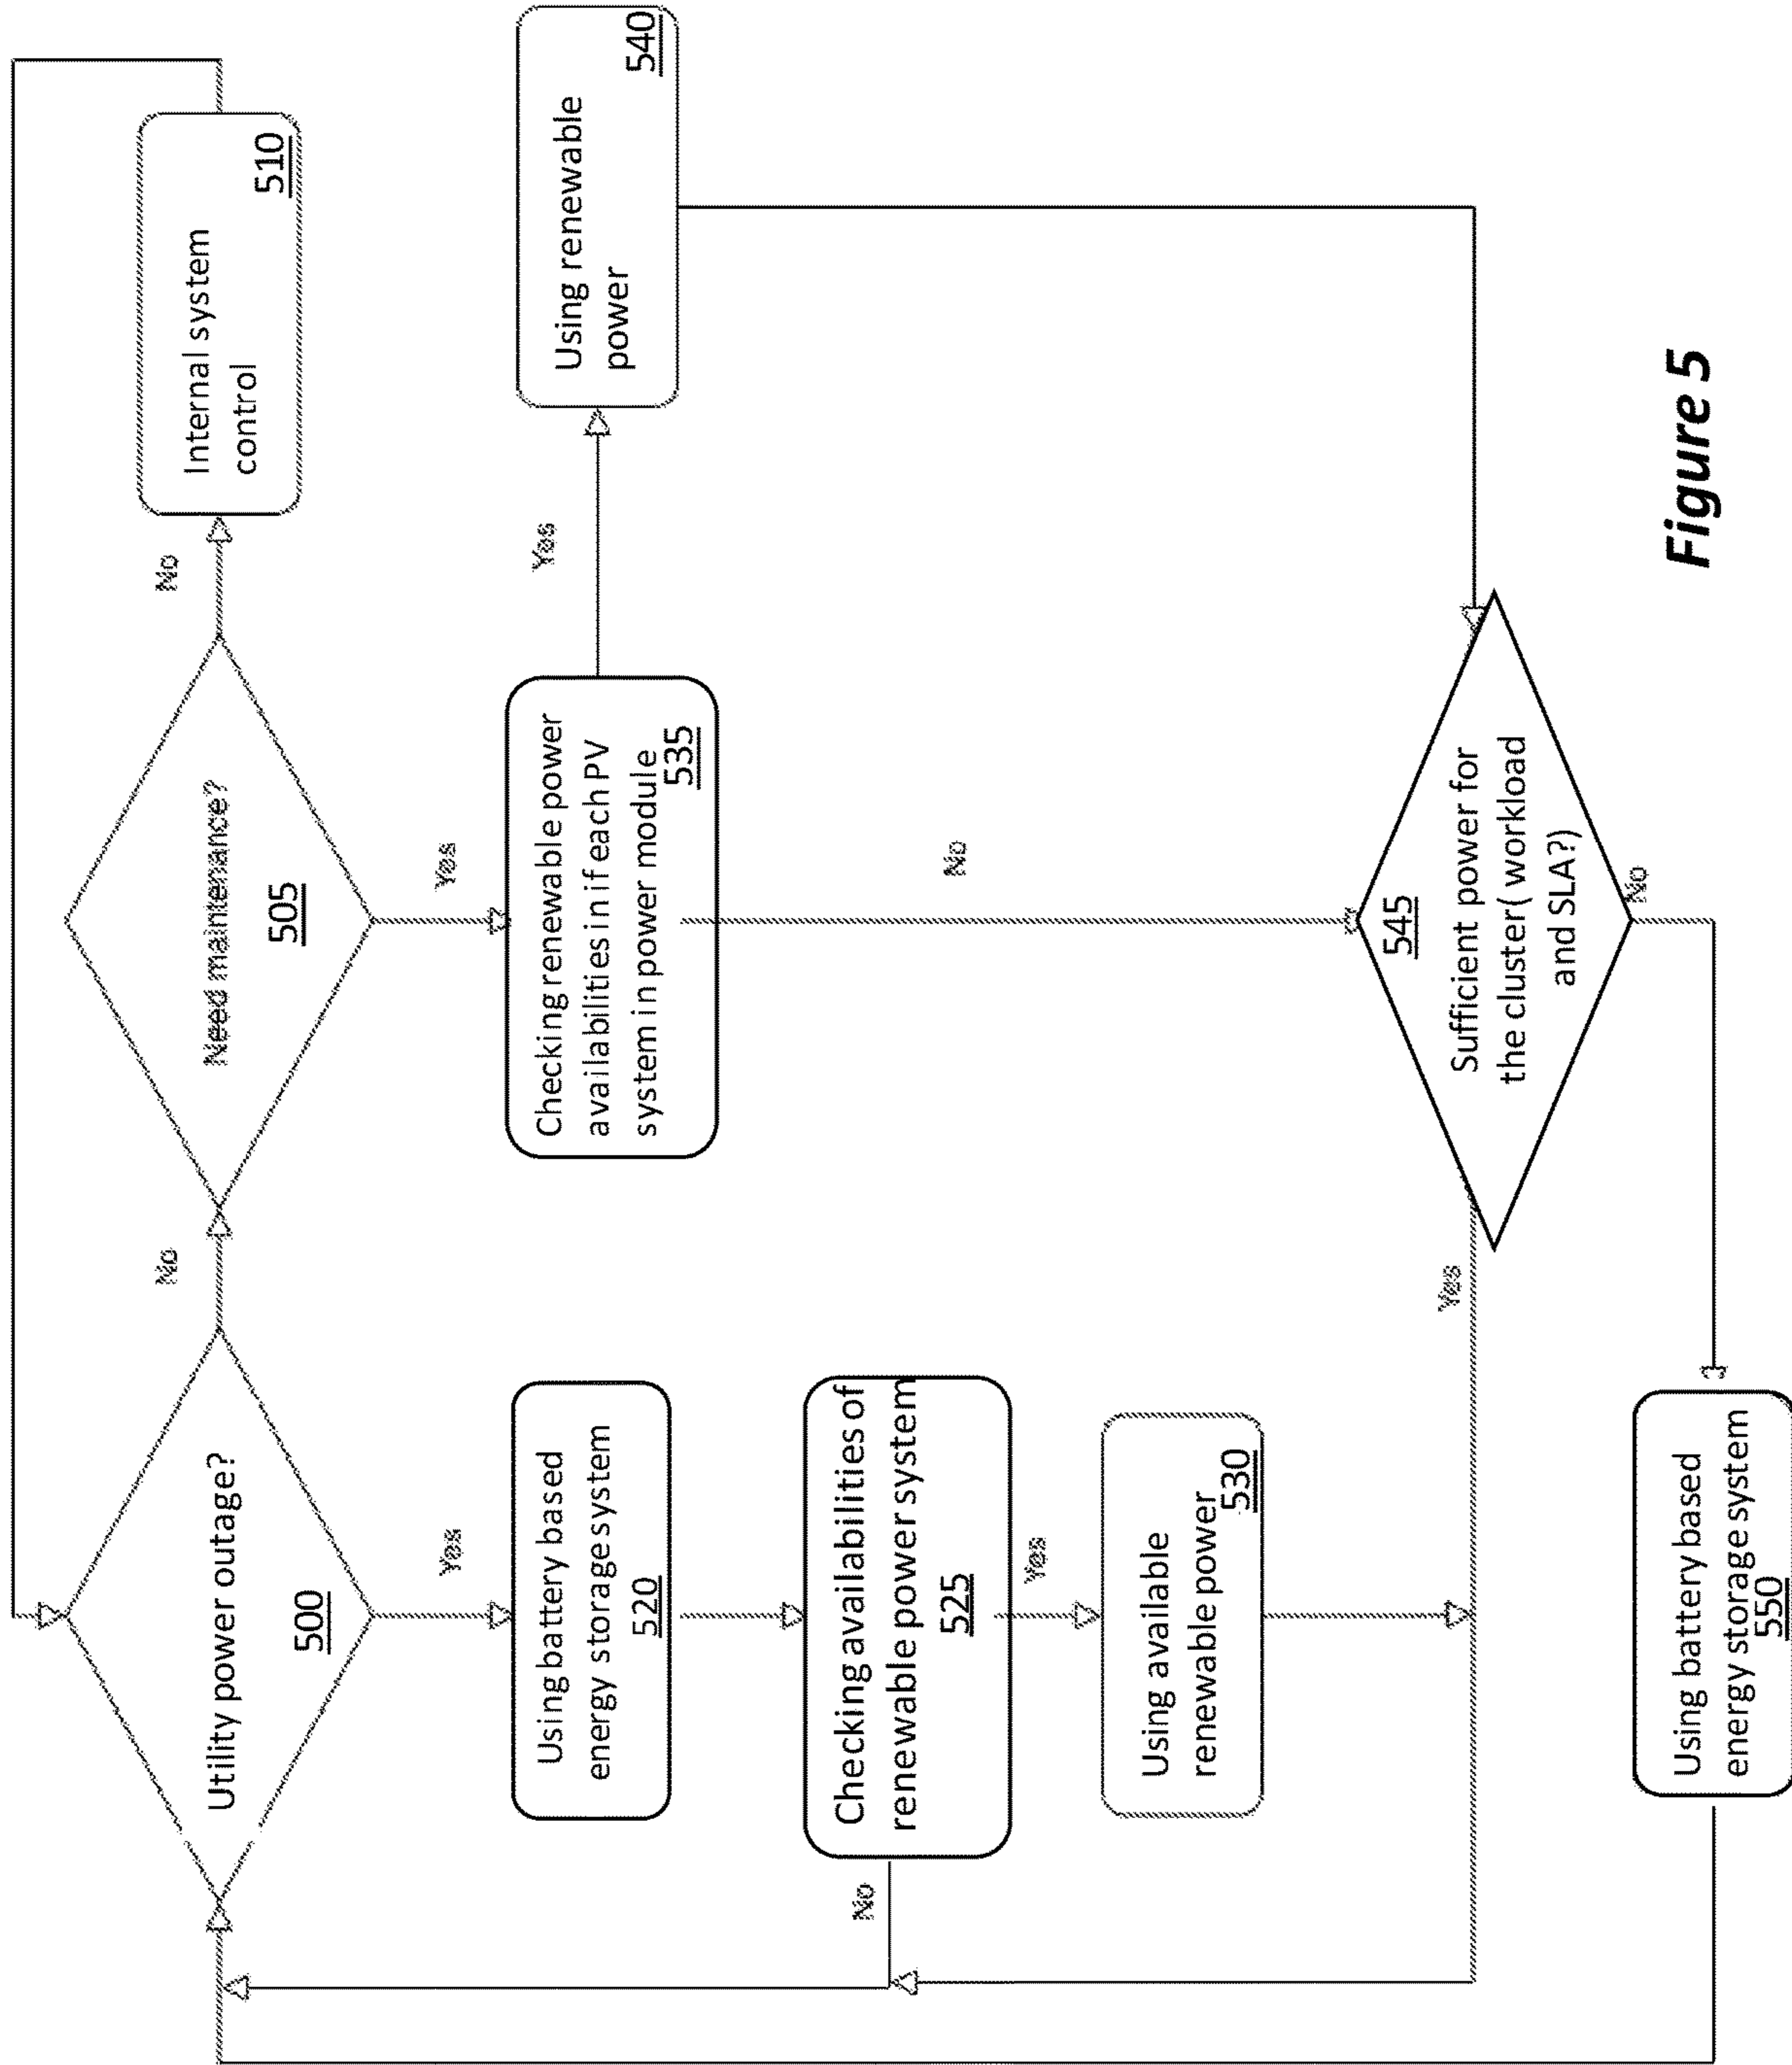 Utility power outage?
500
No
Need maintenance?
505
No
Internal system
control
510
Yes
Using battery based
energy storage system
520
Yes
Checking renewable power
availabilities in if each PV
system in power module
535
Yes
Using renewable
power
540
Checking availabilities of
renewable power system
525
No
Yes
Using available
renewable power
530
No
Yes
545
Sufficient power for
the cluster( workload
and SLA?)
No
Using battery based
energy storage system
550
Figure 5